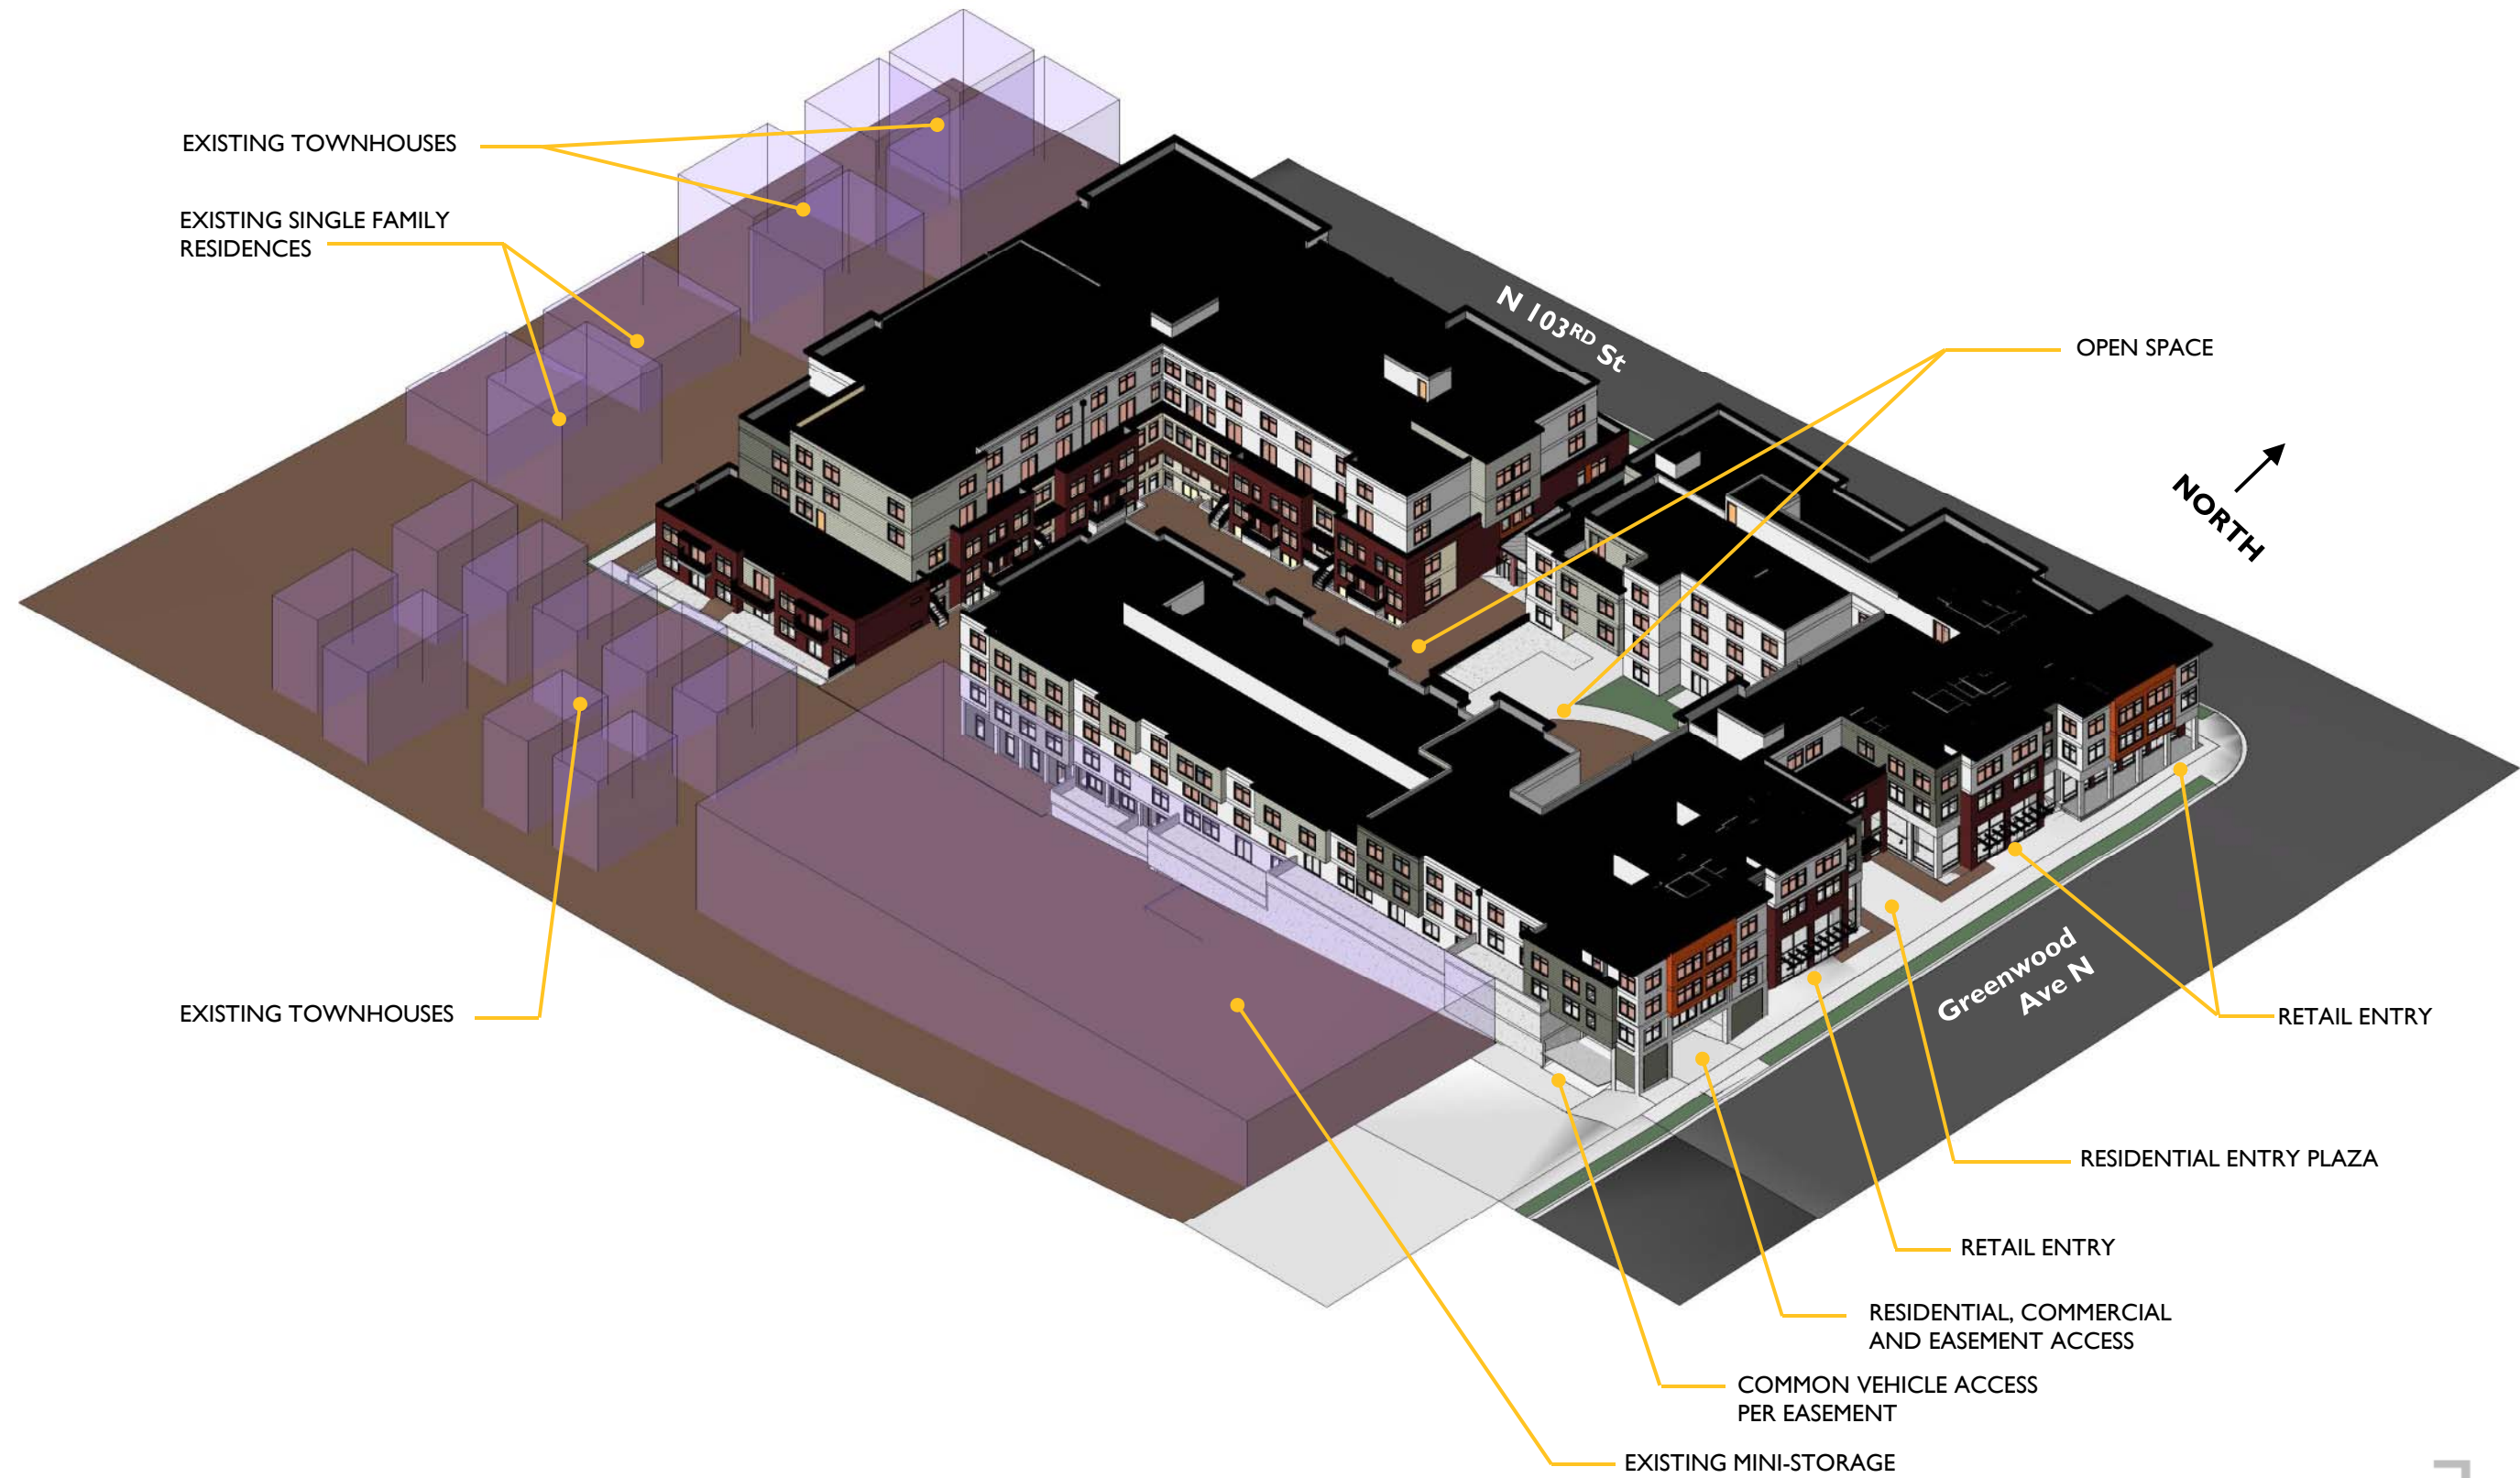 EXISTING TOWNHOUSES
EXISTING SINGLE FAMILY
RESIDENCES
N 103RD St
OPEN SPACE
NORTH
EXISTING TOWNHOUSES
Greenwood
Ave N
RETAIL ENTRY
RESIDENTIAL ENTRY PLAZA
RETAIL ENTRY
RESIDENTIAL, COMMERCIAL
AND EASEMENT ACCESS
COMMON VEHICLE ACCESS
PER EASEMENT
EXISTING MINI-STORAGE